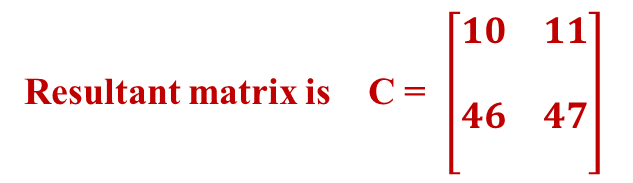 10 11
Resultant matrix is C =
46 47